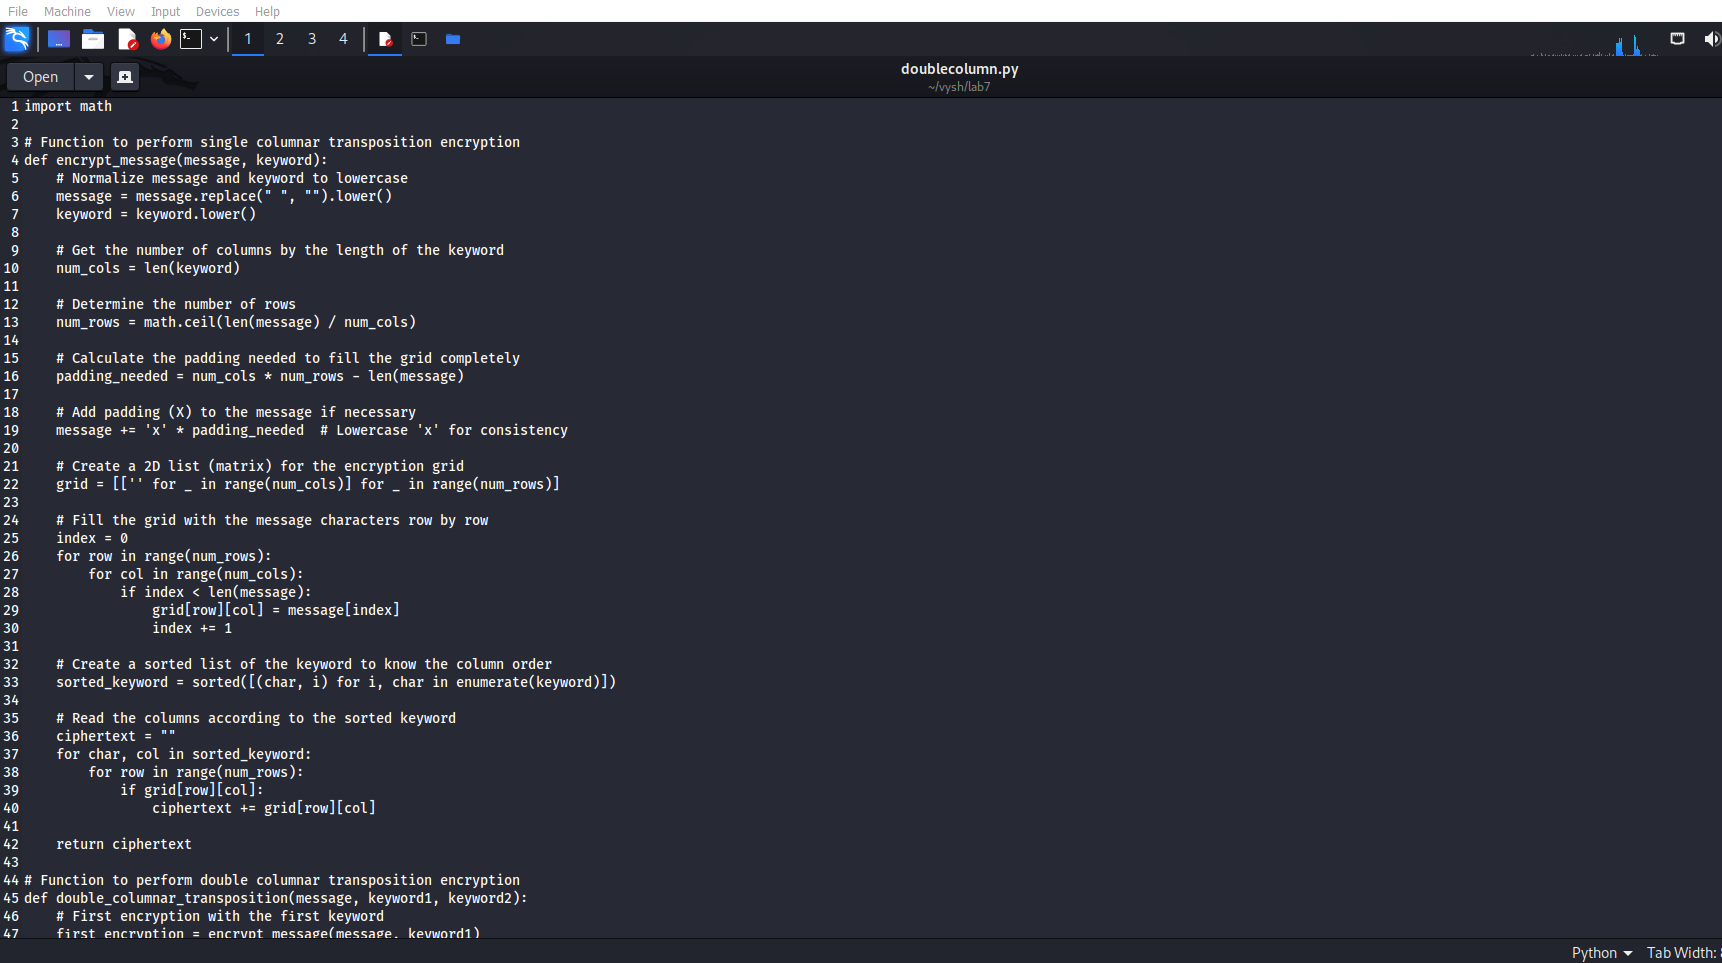 File Machine View Input Devices Help
1 2 3 4
Open
doublecolumn.py
~/vysh/lab7
1 import math
2
3 # Function to perform single columnar transposition encryption
4 def encrypt_message(message, keyword):
5     # Normalize message and keyword to lowercase
6     message = message.replace(" ", "").lower()
7     keyword = keyword.lower()
8
9     # Get the number of columns by the length of the keyword
10     num_cols = len(keyword)
11
12     # Determine the number of rows
13     num_rows = math.ceil(len(message) / num_cols)
14
15     # Calculate the padding needed to fill the grid completely
16     padding_needed = num_cols * num_rows - len(message)
17
18     # Add padding (X) to the message if necessary
19     message += 'x' * padding_needed  # Lowercase 'x' for consistency
20
21     # Create a 2D list (matrix) for the encryption grid
22     grid = [['' for _ in range(num_cols)] for _ in range(num_rows)]
23
24     # Fill the grid with the message characters row by row
25     index = 0
26     for row in range(num_rows):
27         for col in range(num_cols):
28             if index < len(message):
29                 grid[row][col] = message[index]
30                 index += 1
31
32     # Create a sorted list of the keyword to know the column order
33     sorted_keyword = sorted([(char, i) for i, char in enumerate(keyword)])
34
35     # Read the columns according to the sorted keyword
36     ciphertext = ""
37     for char, col in sorted_keyword:
38         for row in range(num_rows):
39             if grid[row][col]:
40                 ciphertext += grid[row][col]
41
42     return ciphertext
43
44 # Function to perform double columnar transposition encryption
45 def double_columnar_transposition(message, keyword1, keyword2):
46     # First encryption with the first keyword
47     first_encryption = encrypt_message(message, keyword1)
Python Tab Width: